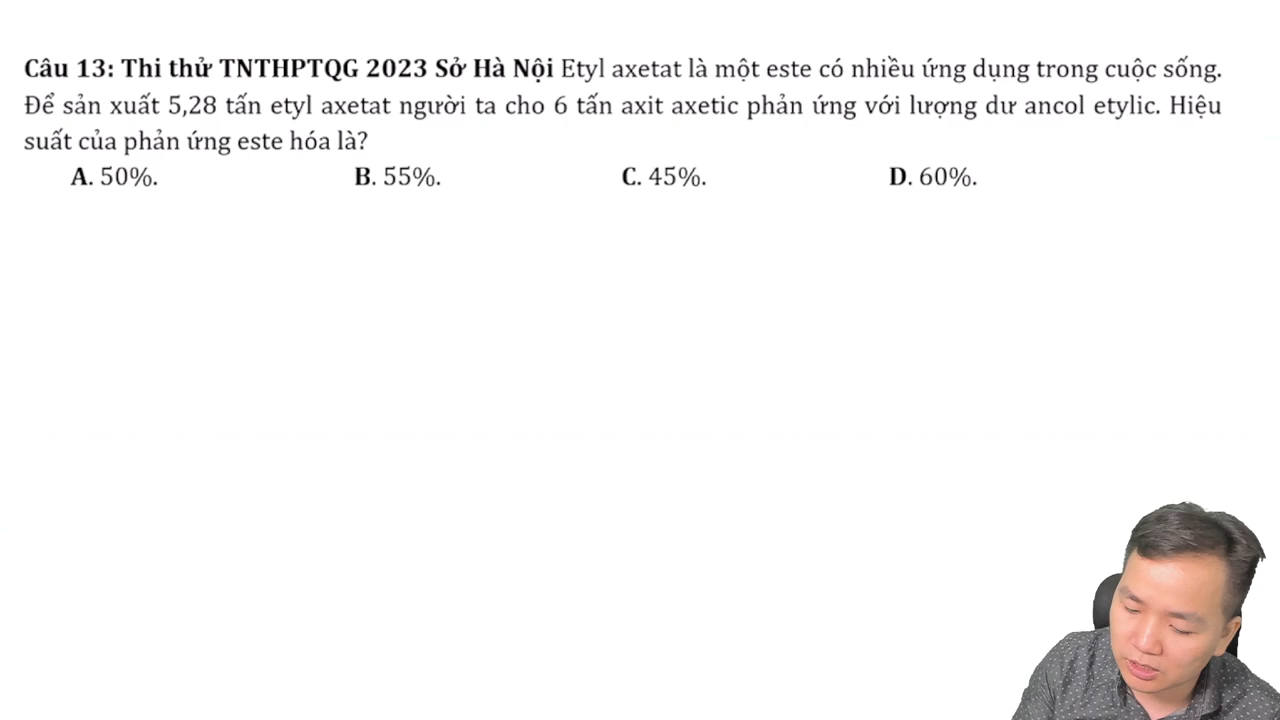 Câu 13: Thi thử TNTHPTQG 2023 Sở Hà Nội Etyl axetat là một este có nhiều ứng dụng trong cuộc sống.
Để sản xuất 5,28 tấn etyl axetat người ta cho 6 tấn axit axetic phản ứng với lượng dư ancol etylic. Hiệu
suất của phản ứng este hóa là?
A. 50%. B. 55%. C. 45%. D. 60%.